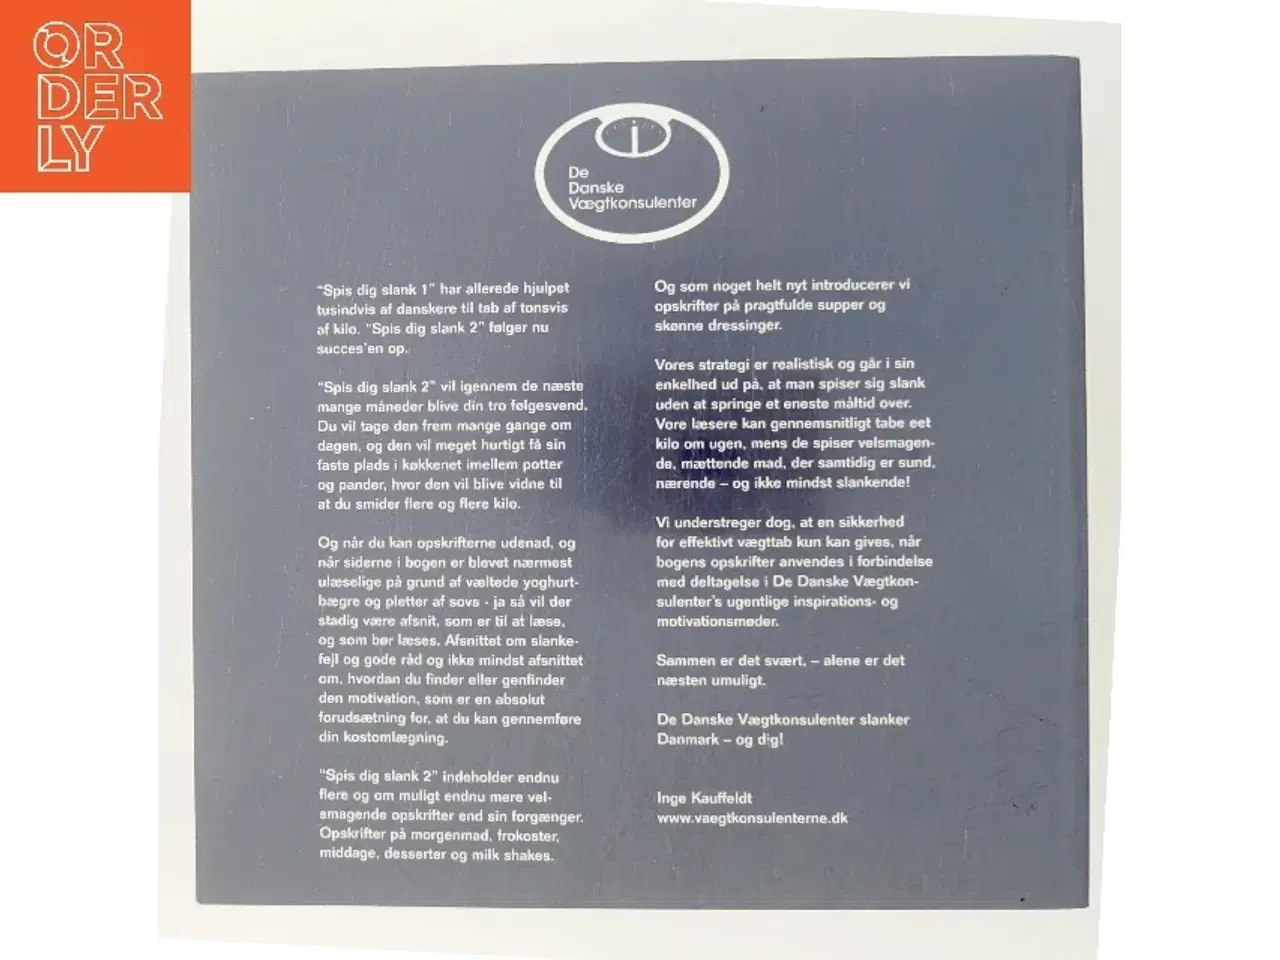 ORDERLY
De
Danske
Vægtkonsulenter
"Spis dig slank 1" har allerede hjulpet
tusindvis af danskere til tab af tonsvis
af kilo. "Spis dig slank 2" følger nu
succes'en op.
"Spis dig slank 2" vil igennem de næste
mange måneder blive din tro følgesvend.
Du vil tage den frem mange gange om
dagen, og den vil meget hurtigt få sin
faste plads i køkkenet imellem potter
og pander, hvor den vil blive vidne til
at du smider flere og flere kilo.
Og når du kan opskrifterne udenad, og
når siderne i bogen er blevet nærmest
ulæselige på grund af væltede yoghurt-
bægre og pletter af sovs - ja så vil der
stadig være afsnit, som er til at læse,
og som bør læses. Afsnittet om slanke-
fejl og gode råd og ikke mindst afsnittet
om, hvordan du finder eller genfinder
den motivation, som er en absolut
forudsætning for, at du kan gennemføre
din kostomlægning.
"Spis dig slank 2" indeholder endnu
flere og om muligt endnu mere vel-
smagende opskrifter end sin forgænger.
Opskrifter på morgenmad, frokoster,
middage, desserter og milk shakes.
Og som noget helt nyt introducerer vi
opskrifter på pragtfulde supper og
skønne dressinger.
Vores strategi er realistisk og går i sin
enkelhed ud på, at man spiser sig slank
uden at springe et eneste måltid over.
Vore læsere kan gennemsnitligt tabe eet
kilo om ugen, mens de spiser velsmagen-
de, mættende mad, der samtidig er sund,
nærende – og ikke mindst slankende!
Vi understreger dog, at en sikkerhed
for effektivt vægttab kun kan gives, når
bogens opskrifter anvendes i forbindelse
med deltagelse i De Danske Vægtkon-
sulenter's ugentlige inspirations- og
motivationsmøder.
Sammen er det svært, – alene er det
næsten umuligt.
De Danske Vægtkonsulenter slanker
Danmark – og dig!
Inge Kauffeldt
www.vaegtkonsulenterne.dk